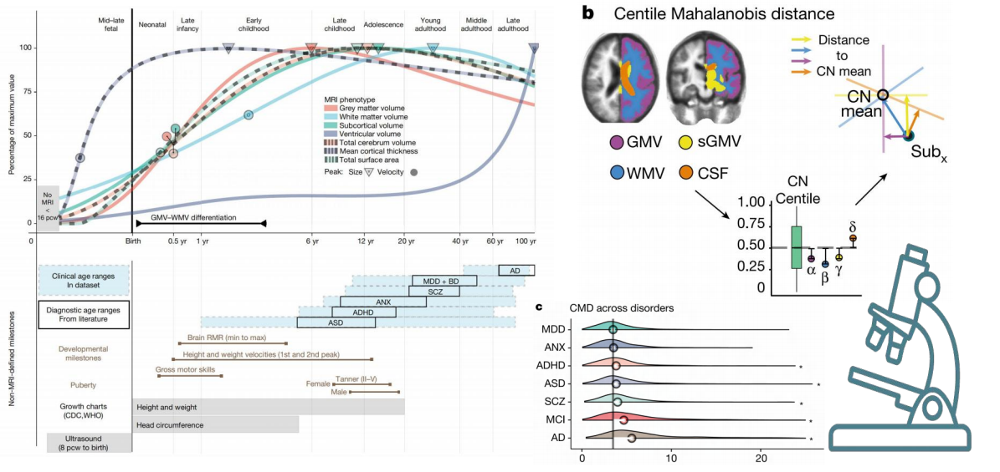 Mid–late
fetal
Neonatal
Late
infancy
Early
childhood
Late
childhood
Adolescence
Young
adulthood
Middle
adulthood
Late
adulthood
Percentage of maximum value
100
75
50
25
0
No
MRI
<
16 pcw
MRI phenotype
Grey matter volume
White matter volume
Subcortical volume
Ventricular volume
Total cerebrum volume
Mean cortical thickness
Total surface area
Peak: Size Velocity
GMV–WMV differentiation
0 Birth 0.5 yr 1 yr 6 yr 12 yr 20 yr 40 yr 60 yr 100 yr
Non-MRI-defined milestones
Clinical age ranges
In dataset
Diagnostic age ranges
From literature
AD
MDD + BD
SCZ
ANX
ADHD
ASD
Developmental
milestones
Brain RMR (min to max)
Height and weight velocities (1st and 2nd peak)
Gross motor skills
Puberty
Tanner (II–V)
Female
Male
Growth charts
(CDC,WHO)
Height and weight
Head circumference
Ultrasound
(8 pcw to birth)
b Centile Mahalanobis distance
GMV sGMV
WMV CSF
Distance
to
CN mean
CN
mean
Subx
CN
Centile
1.00
0.75
0.50
0.25
0
α
β
γ
δ
c CMD across disorders
MDD
ANX
ADHD *
ASD *
SCZ *
MCI *
AD *
0 10 20